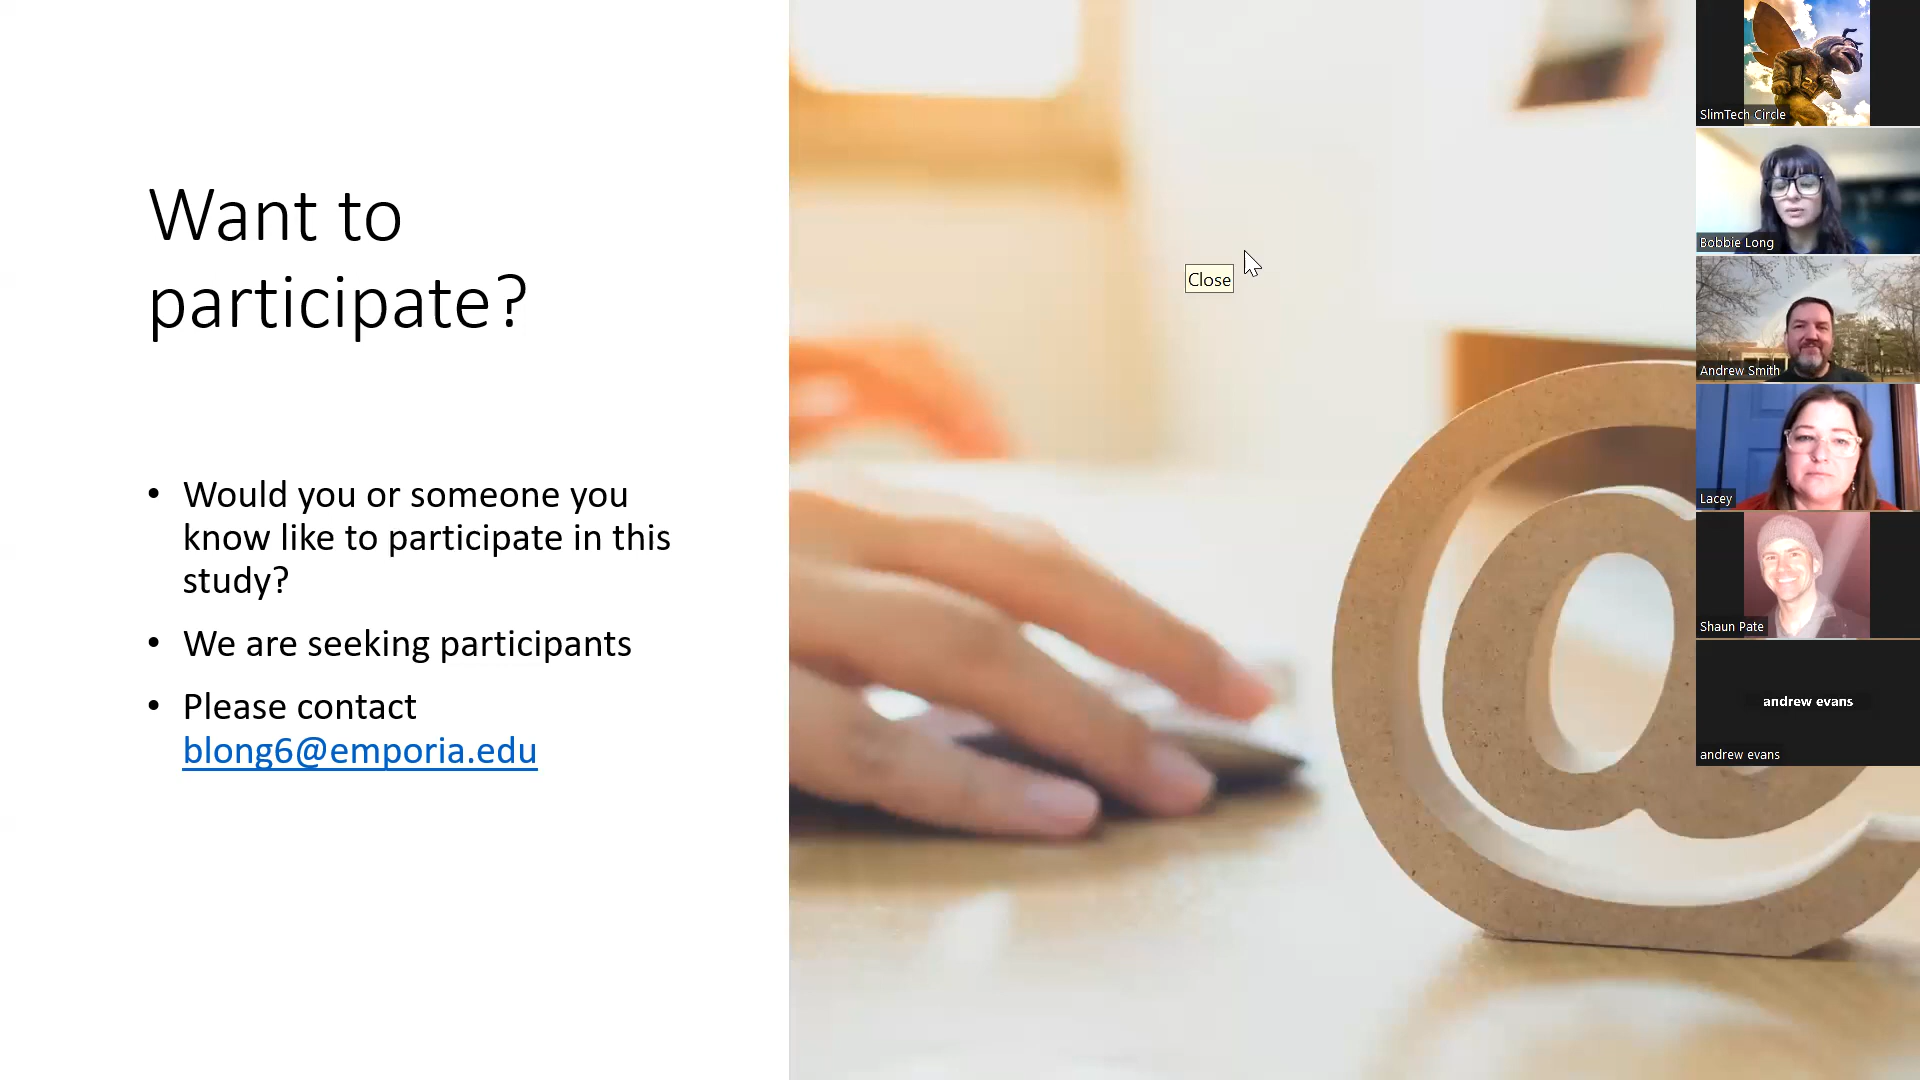 Want to
participate?
• Would you or someone you
know like to participate in this
study?
• We are seeking participants
• Please contact
blong6@emporia.edu
Close
SlimTech Circle
Bobbie Long
Andrew Smith
Lacey
Shaun Pate
andrew evans
andrew evans